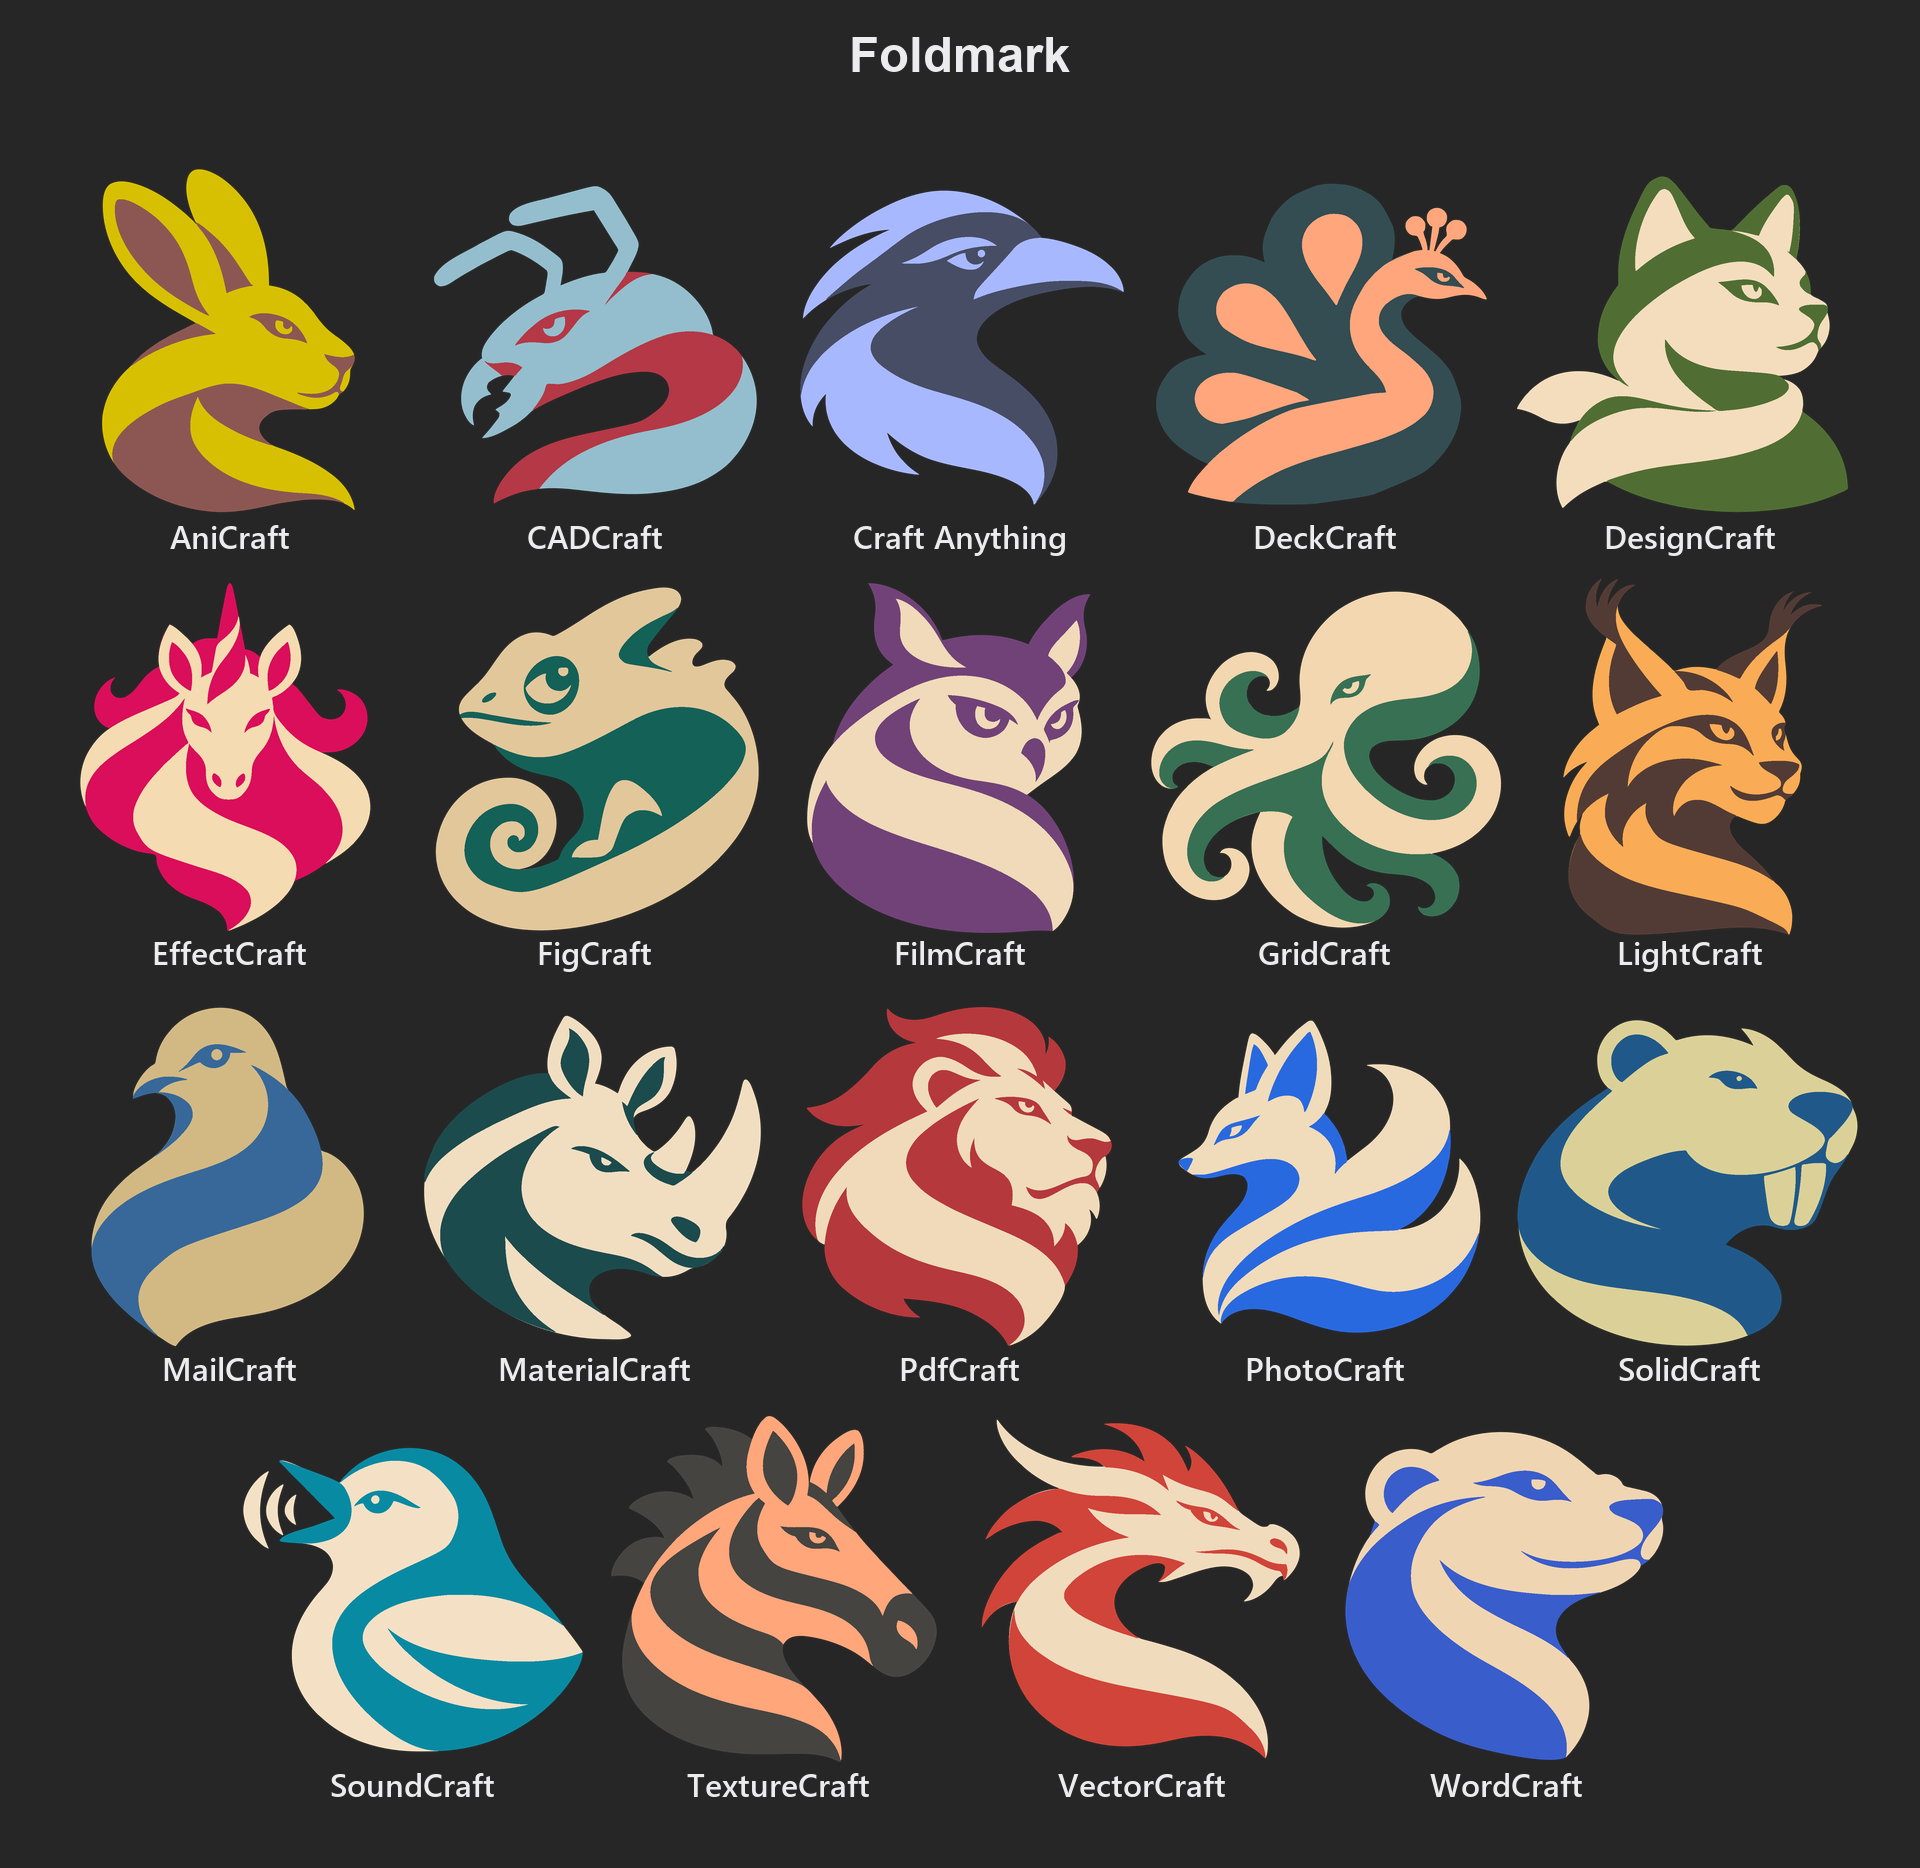 Foldmark
AniCraft
CADCraft
Craft Anything
DeckCraft
DesignCraft
EffectCraft
FigCraft
FilmCraft
GridCraft
LightCraft
MailCraft
MaterialCraft
PdfCraft
PhotoCraft
SolidCraft
SoundCraft
TextureCraft
VectorCraft
WordCraft